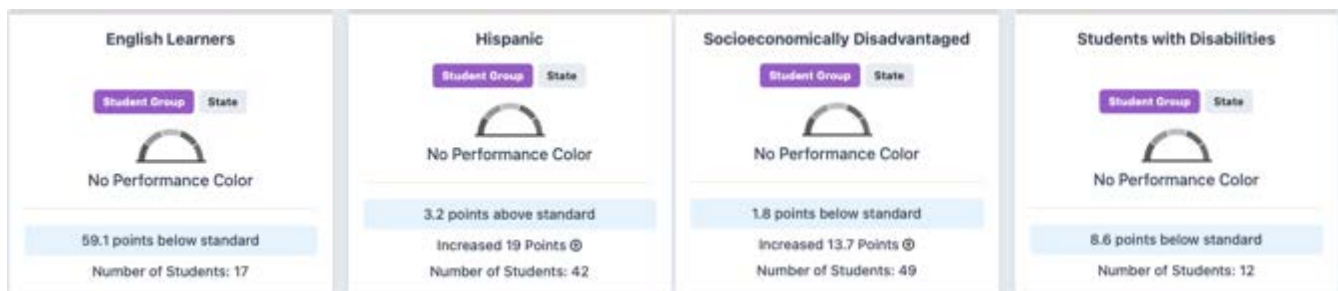 English Learners
Student Group State
No Performance Color
59.1 points below standard
Number of Students: 17
Hispanic
Student Group State
No Performance Color
3.2 points above standard
Increased 19 Points
Number of Students: 42
Socioeconomically Disadvantaged
Student Group State
No Performance Color
1.8 points below standard
Increased 13.7 Points
Number of Students: 49
Students with Disabilities
Student Group State
No Performance Color
8.6 points below standard
Number of Students: 12